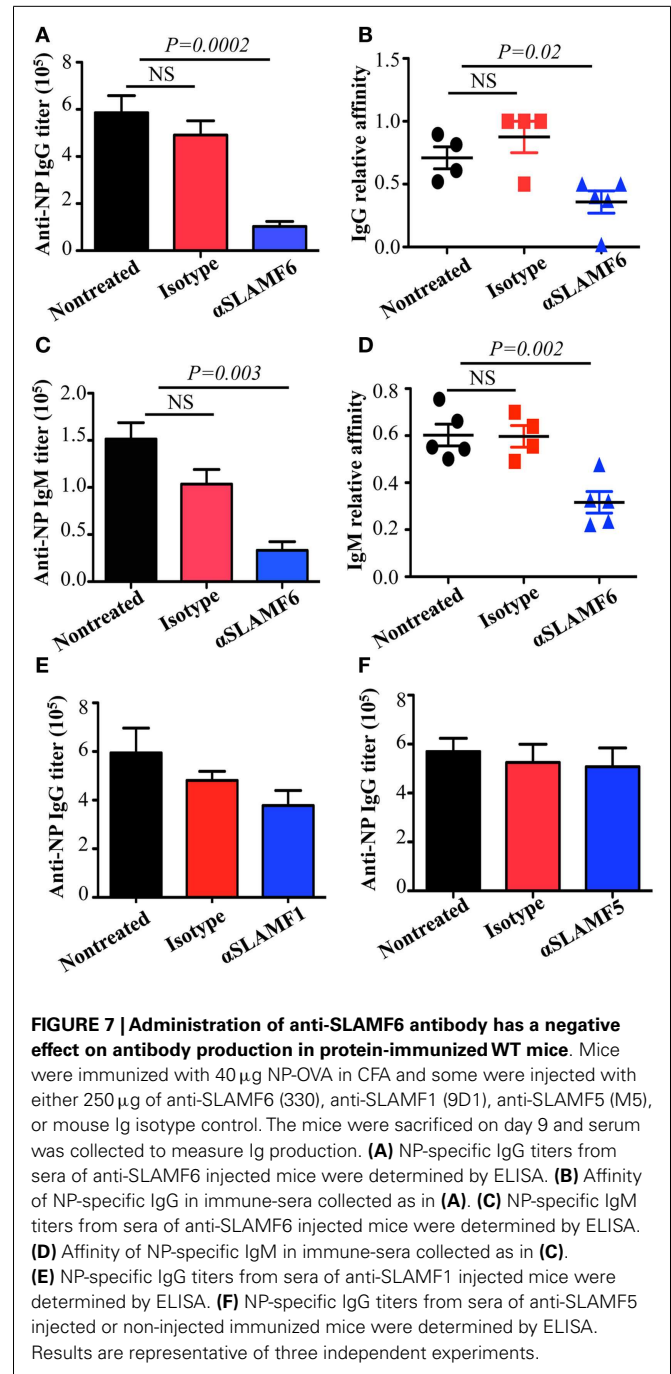 A
P=0.0002
NS
Anti-NP IgG titer (10⁵)
8
6
4
2
0
Nontreated
Isotype
αSLAMF6
B
P=0.02
NS
IgG relative affinity
1.5
1.0
0.5
0.0
Nontreated
Isotype
αSLAMF6
C
P=0.003
NS
Anti-NP IgM titer (10⁵)
2.0
1.5
1.0
0.5
0.0
Nontreated
Isotype
αSLAMF6
D
P=0.002
NS
IgM relative affinity
0.8
0.6
0.4
0.2
0.0
Nontreated
Isotype
αSLAMF6
E
Anti-NP IgG titer (10⁵)
8
6
4
2
0
Nontreated
Isotype
αSLAMF1
F
Anti-NP IgG titer (10⁵)
8
6
4
2
0
Nontreated
Isotype
αSLAMF5
FIGURE 7 | Administration of anti-SLAMF6 antibody has a negative
effect on antibody production in protein-immunized WT mice. Mice
were immunized with 40 μg NP-OVA in CFA and some were injected with
either 250 μg of anti-SLAMF6 (330), anti-SLAMF1 (9D1), anti-SLAMF5 (M5),
or mouse Ig isotype control. The mice were sacrificed on day 9 and serum
was collected to measure Ig production. (A) NP-specific IgG titers from
sera of anti-SLAMF6 injected mice were determined by ELISA. (B) Affinity
of NP-specific IgG in immune-sera collected as in (A). (C) NP-specific IgM
titers from sera of anti-SLAMF6 injected mice were determined by ELISA.
(D) Affinity of NP-specific IgM in immune-sera collected as in (C).
(E) NP-specific IgG titers from sera of anti-SLAMF1 injected mice were
determined by ELISA. (F) NP-specific IgG titers from sera of anti-SLAMF5
injected or non-injected immunized mice were determined by ELISA.
Results are representative of three independent experiments.